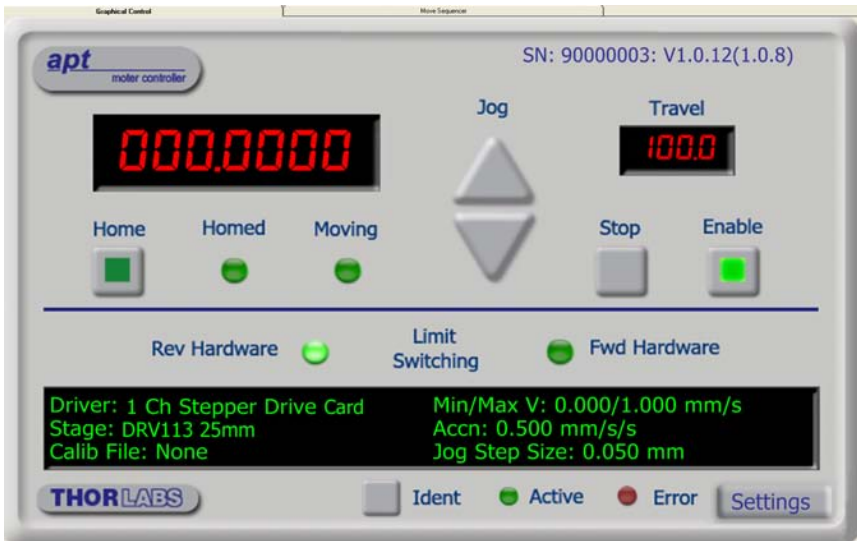 Graphical Control Move Sequencer
apt
moter controller
SN: 90000003: V1.0.12(1.0.8)
Jog Travel
000.0000 100.0
Home Homed Moving Stop Enable
Rev Hardware Limit Switching Fwd Hardware
Driver: 1 Ch Stepper Drive Card Min/Max V: 0.000/1.000 mm/s
Stage: DRV113 25mm Accn: 0.500 mm/s/s
Calib File: None Jog Step Size: 0.050 mm
THORLABS Ident Active Error Settings